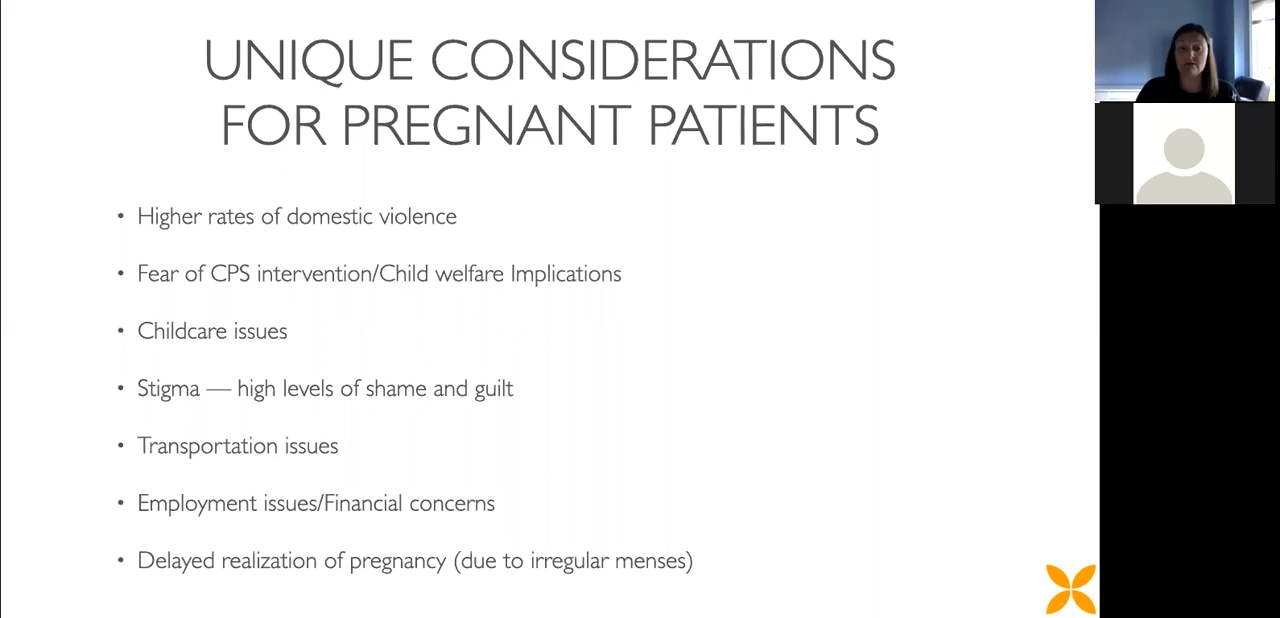 UNIQUE CONSIDERATIONS
FOR PREGNANT PATIENTS
• Higher rates of domestic violence
• Fear of CPS intervention/Child welfare Implications
• Childcare issues
• Stigma — high levels of shame and guilt
• Transportation issues
• Employment issues/Financial concerns
• Delayed realization of pregnancy (due to irregular menses)